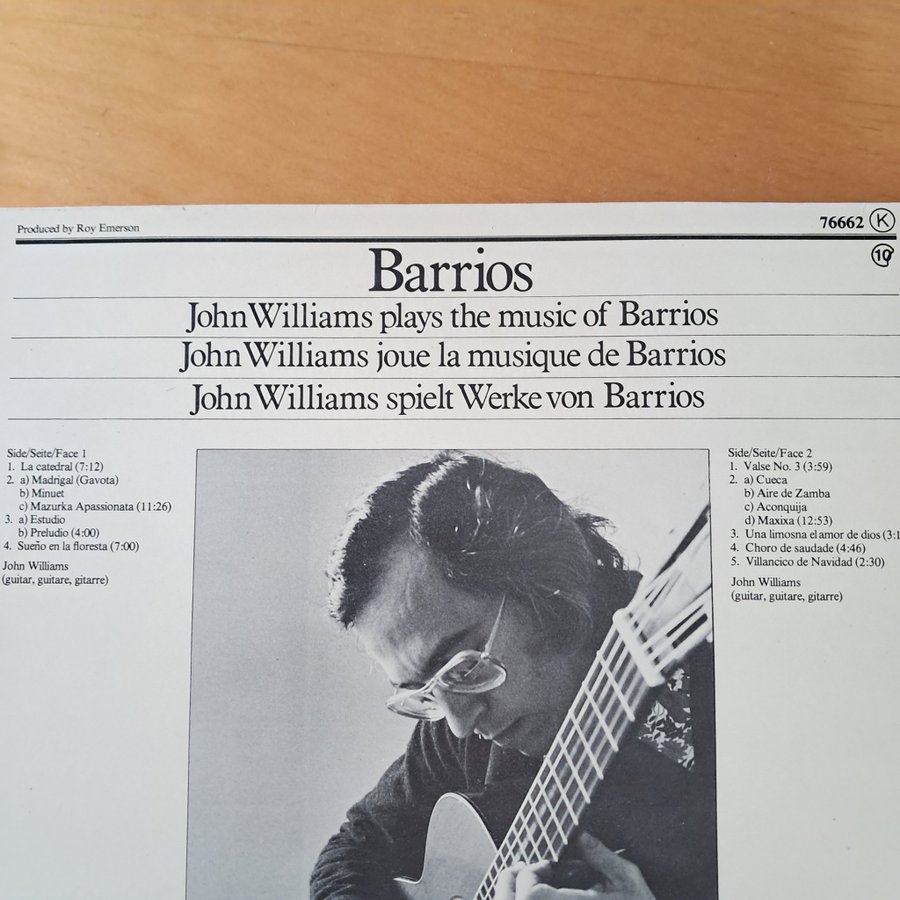 Produced by Roy Emerson
76662 K
10
Barrios
John Williams plays the music of Barrios
John Williams joue la musique de Barrios
John Williams spielt Werke von Barrios
Side/Seite/Face 1
1. La catedral (7:12)
2. a) Madrigal (Gavota)
b) Minuet
c) Mazurka Apassionata (11:26)
3. a) Estudio
b) Preludio (4:00)
4. Sueño en la floresta (7:00)
John Williams
(guitar, guitare, gitarre)
Side/Seite/Face 2
1. Valse No. 3 (3:59)
2. a) Cueca
b) Aire de Zamba
c) Aconquija
d) Maxixa (12:53)
3. Una limosna el amor de dios
4. Choro de saudade (4:46)
5. Villancico de Navidad (2:30)
John Williams
(guitar, guitare, gitarre)